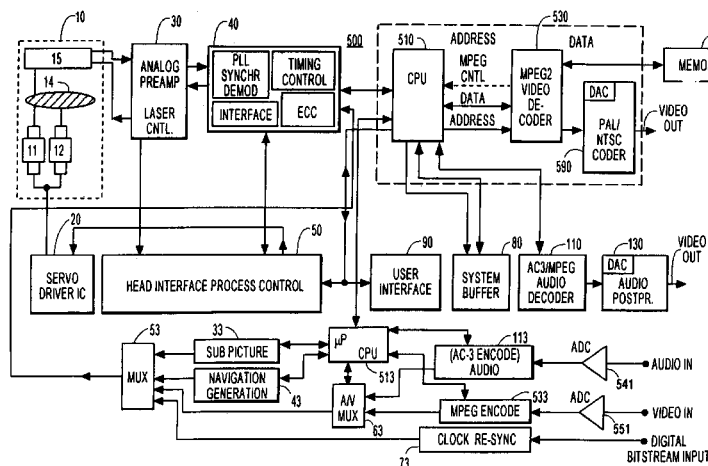 10
15
14
11
12
30
ANALOG
PREAMP
LASER
CNTL.
40
PLL
SYNCHR
DEMOD
TIMING
CONTROL
INTERFACE
ECC
500
510
CPU
ADDRESS
MPEG
CNTL
DATA
ADDRESS
530
DATA
MPEG2
VIDEO
DE-
CODER
DAC
PAL/
NTSC
CODER
590
VIDEO
OUT
20
SERVO
DRIVER IC
50
HEAD INTERFACE PROCESS CONTROL
90
USER
INTERFACE
80
SYSTEM
BUFFER
110
AC3/MPEG
AUDIO
DECODER
130
DAC
AUDIO
POSTPR.
VIDEO
OUT
53
MUX
33
SUB PICTURE
NAVIGATION
GENERATION
43
μP
CPU
513
A/V
MUX
63
113
(AC-3 ENCODE)
AUDIO
533
MPEG ENCODE
CLOCK RE-SYNC
73
ADC
541
AUDIO IN
ADC
551
VIDEO IN
DIGITAL
BITSTREAM INPUT